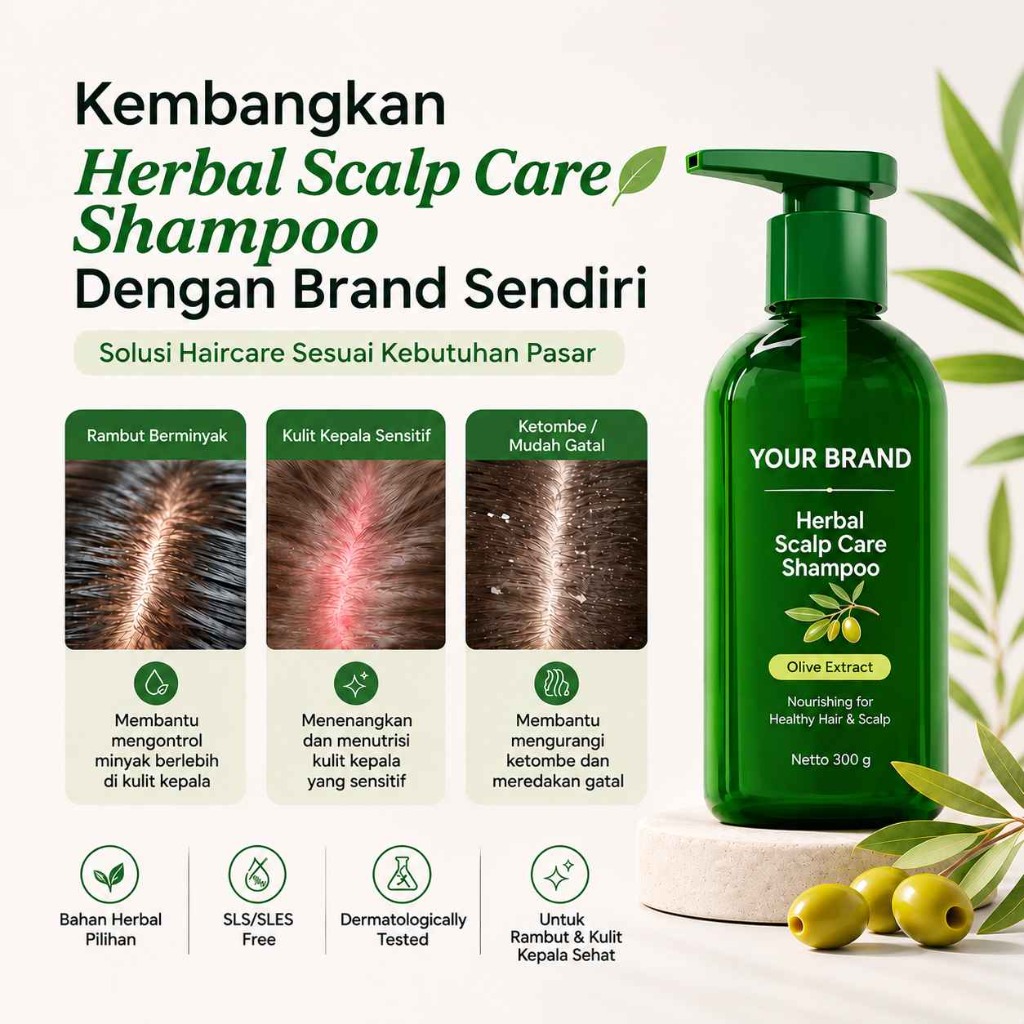 Kembangkan
Herbal Scalp Care
Shampoo
Dengan Brand Sendiri
Solusi Haircare Sesuai Kebutuhan Pasar
Rambut Berminyak
Membantu
mengontrol
minyak berlebih
di kulit kepala
Kulit Kepala Sensitif
Menenangkan
dan menutrisi
kulit kepala
yang sensitif
Ketombe /
Mudah Gatal
Membantu
mengurangi
ketombe dan
meredakan gatal
YOUR BRAND
Herbal
Scalp Care
Shampoo
Olive Extract
Nourishing for
Healthy Hair & Scalp
Netto 300 g
Bahan Herbal
Pilihan
SLS/SLES
Free
Dermatologically
Tested
Untuk
Rambut & Kulit
Kepala Sehat